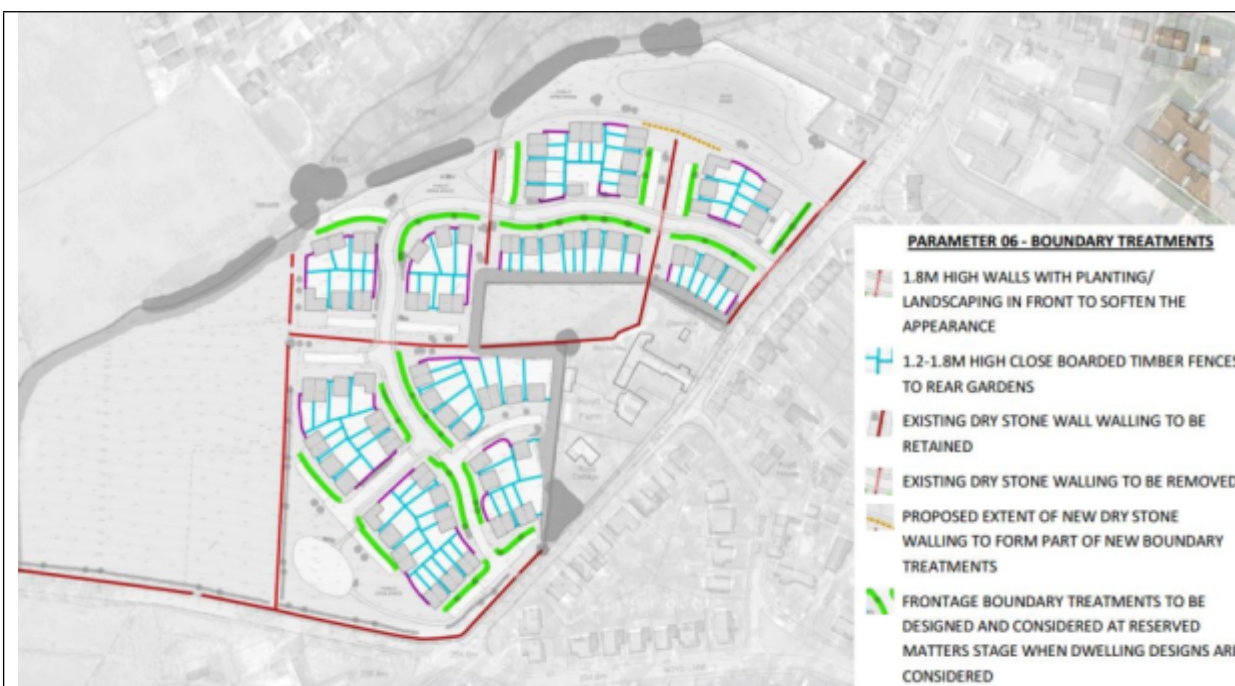 PARAMETER 06 - BOUNDARY TREATMENTS
1.8M HIGH WALLS WITH PLANTING/
LANDSCAPING IN FRONT TO SOFTEN THE
APPEARANCE
1.2-1.8M HIGH CLOSE BOARDED TIMBER FENCES
TO REAR GARDENS
EXISTING DRY STONE WALL WALLING TO BE
RETAINED
EXISTING DRY STONE WALLING TO BE REMOVED
PROPOSED EXTENT OF NEW DRY STONE
WALLING TO FORM PART OF NEW BOUNDARY
TREATMENTS
FRONTAGE BOUNDARY TREATMENTS TO BE
DESIGNED AND CONSIDERED AT RESERVED
MATTERS STAGE WHEN DWELLING DESIGNS ARE
CONSIDERED